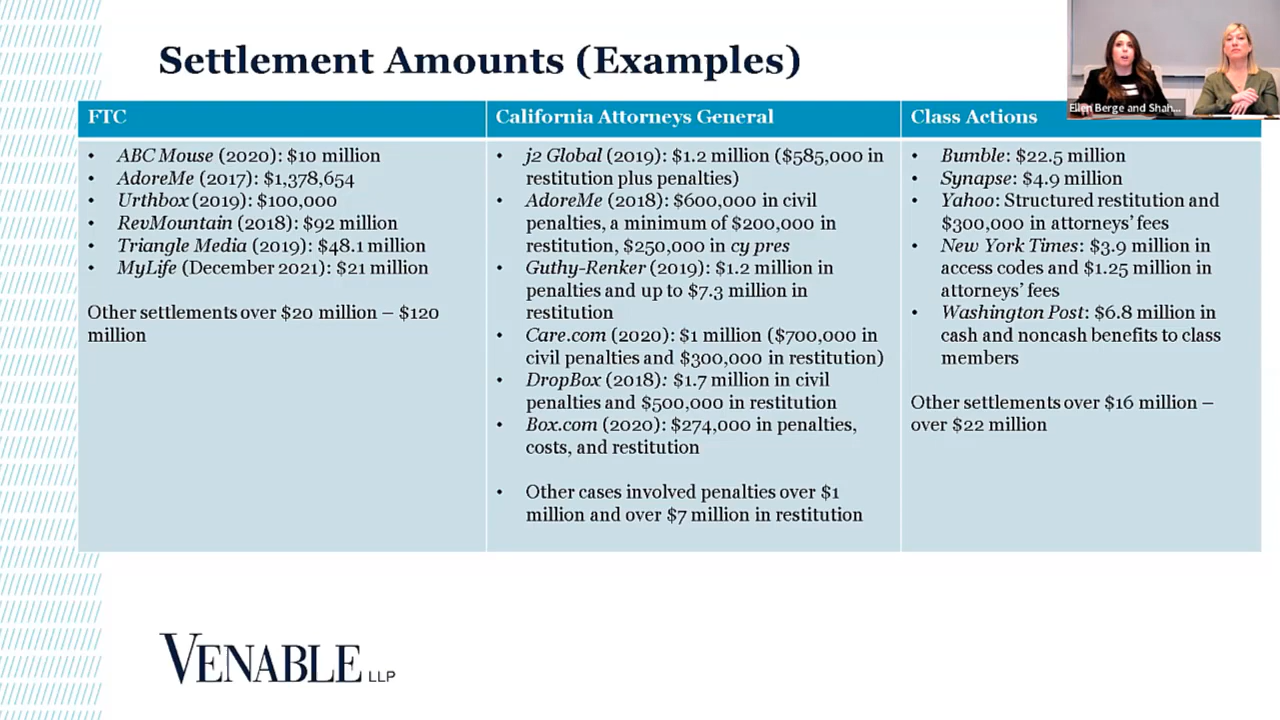 Settlement Amounts (Examples)
Ellen Berge and Shah...
FTC
• ABC Mouse (2020): $10 million
• AdoreMe (2017): $1,378,654
• Urthbox (2019): $100,000
• RevMountain (2018): $92 million
• Triangle Media (2019): $48.1 million
• MyLife (December 2021): $21 million
Other settlements over $20 million – $120
million
California Attorneys General
• j2 Global (2019): $1.2 million ($585,000 in
restitution plus penalties)
• AdoreMe (2018): $600,000 in civil
penalties, a minimum of $200,000 in
restitution, $250,000 in cy pres
• Guthy-Renker (2019): $1.2 million in
penalties and up to $7.3 million in
restitution
• Care.com (2020): $1 million ($700,000 in
civil penalties and $300,000 in restitution)
• DropBox (2018): $1.7 million in civil
penalties and $500,000 in restitution
• Box.com (2020): $274,000 in penalties,
costs, and restitution
• Other cases involved penalties over $1
million and over $7 million in restitution
Class Actions
• Bumble: $22.5 million
• Synapse: $4.9 million
• Yahoo: Structured restitution and
$300,000 in attorneys’ fees
• New York Times: $3.9 million in
access codes and $1.25 million in
attorneys’ fees
• Washington Post: $6.8 million in
cash and noncash benefits to class
members
Other settlements over $16 million –
over $22 million
VENABLE LLP